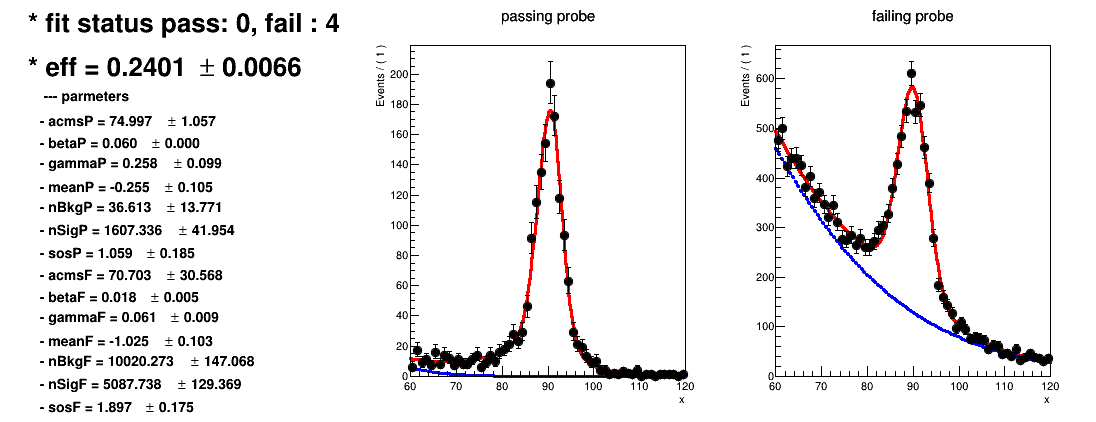 * fit status pass: 0, fail : 4
* eff = 0.2401 ± 0.0066
--- parmeters
- acmsP = 74.997 ± 1.057
- betaP = 0.060 ± 0.000
- gammaP = 0.258 ± 0.099
- meanP = -0.255 ± 0.105
- nBkgP = 36.613 ± 13.771
- nSigP = 1607.336 ± 41.954
- sosP = 1.059 ± 0.185
- acmsF = 70.703 ± 30.568
- betaF = 0.018 ± 0.005
- gammaF = 0.061 ± 0.009
- meanF = -1.025 ± 0.103
- nBkgF = 10020.273 ± 147.068
- nSigF = 5087.738 ± 129.369
- sosF = 1.897 ± 0.175
passing probe
Events / ( 1 )
200
180
160
140
120
100
80
60
40
20
0
60 70 80 90 100 110 120
x
failing probe
Events / ( 1 )
600
500
400
300
200
100
0
60 70 80 90 100 110 120
x